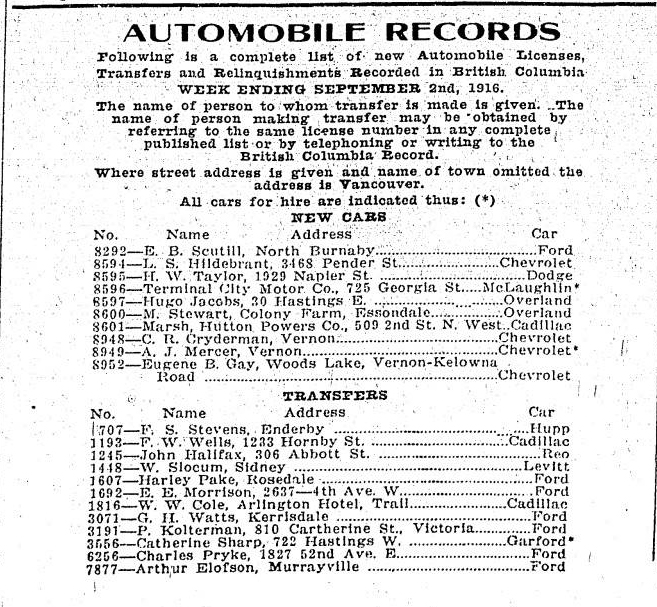 AUTOMOBILE RECORDS
Following is a complete list of new Automobile Licenses,
Transfers and Relinquishments Recorded in British Columbia
WEEK ENDING SEPTEMBER 2nd, 1916.
The name of person to whom transfer is made is given. The
name of person making transfer may be obtained by
referring to the same license number in any complete
published list or by telephoning or writing to the
British Columbia Record.
Where street address is given and name of town omitted the
address is Vancouver.
All cars for hire are indicated thus: (*)
NEW CARS
No. Name Address Car
8292—E. B. Scutill, North Burnaby....Ford
8594—L. S. Hildebrant, 3468 Pender St....Chevrolet
8595—H. W. Taylor, 1929 Napier St. ....Dodge
8596—Terminal City Motor Co., 725 Georgia St....McLaughlin*
8597—Hugo Jacobs, 30 Hastings E. ....Overland
8600—M. Stewart, Colony Farm, Essondale....Overland
8601—Marsh, Hutton Powers Co., 509 2nd St. N. West..Cadillac
8948—C. R. Cryderman, Vernon....Chevrolet
8949—A. J. Mercer, Vernon....Chevrolet*
8952—Eugene B. Gay, Woods Lake, Vernon-Kelowna
Road ....Chevrolet
TRANSFERS
No. Name Address Car
707—F. S. Stevens, Enderby ....Hupp
1193—F. W. Wells, 1233 Hornby St. ....Cadillac
1245—John Halifax, 306 Abbott St. ....Reo
1448—W. Slocum, Sidney ....Levitt
1607—Harley Pake, Rosedale ....Ford
1692—E. E. Morrison, 2637—4th Ave. W....Ford
1816—W. W. Cole, Arlington Hotel, Trail....Cadillac
3071—G. H. Watts, Kerrisdale ....Ford
3191—P. Kolterman, 810 Cartherine St., Victoria....Ford
3556—Catherine Sharp, 722 Hastings W. ....Garford*
6256—Charles Pryke, 1827 52nd Ave. E....Ford
7877—Arthur Elofson, Murrayville ....Ford